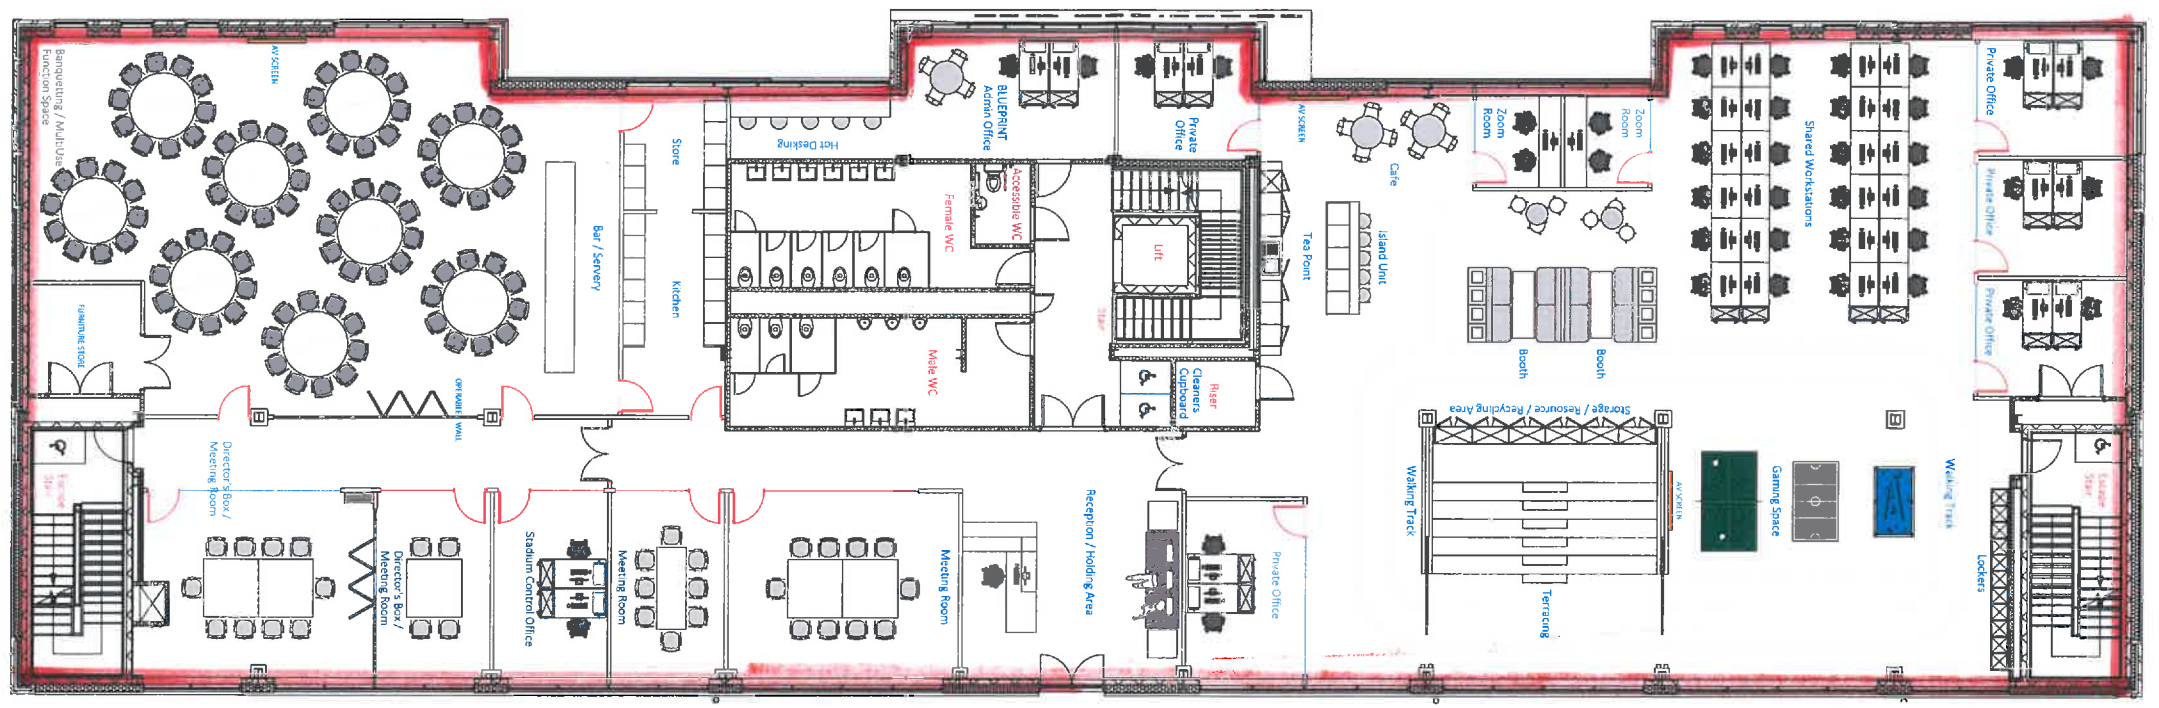 Banquetting / Multi Use
Function Space
AV SCREEN
Store
Hot Desking
BLUEPRINT
Admin Office
Private
Office
AV SCREEN
Cafe
Zoom
Room
Zoom
Room
Shared Workstations
Private Office
Private Office
Private Office
Female WC
Accessible WC
Bar / Servery
Kitchen
Lift
Tea Point
Island Unit
Stair
Male WC
Cleaners
Cupboard
Riser
Booth
Booth
FURNITURE STORE
OPERABLE WALL
Storage / Resource / Recycling Area
Escape
Stair
Director's Box /
Meeting Room
Director's Box /
Meeting Room
Stadium Control Office
Meeting Room
Meeting Room
Reception / Holding Area
Private Office
Walking Track
Terracing
AV SCREEN
Gaming Space
Walking Track
Lockers
Escape
Stair